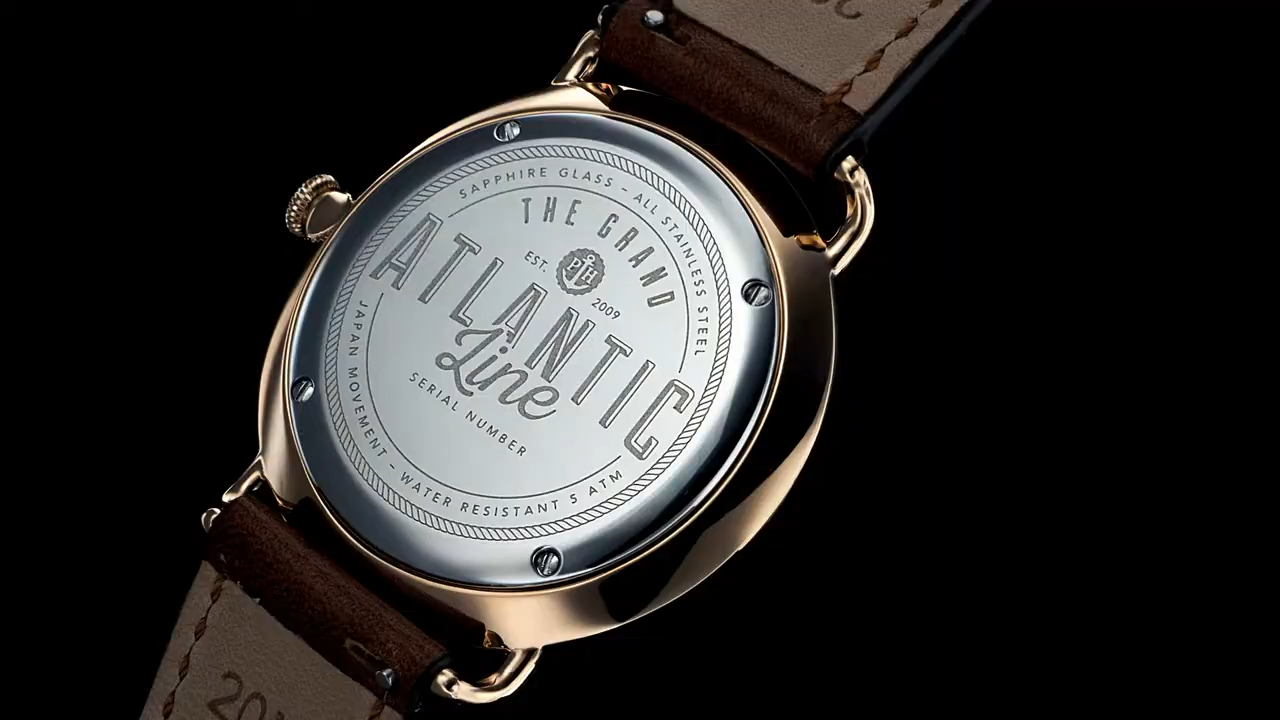 SAPPHIRE GLASS - ALL STAINLESS STEEL
THE GRAND
EST. PH 2009
ATLANTIC
Line
SERIAL NUMBER
JAPAN MOVEMENT - WATER RESISTANT 5 ATM